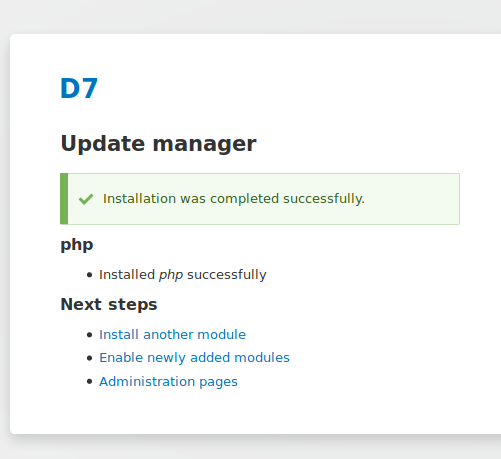 D7
Update manager
Installation was completed successfully.
php
Installed php successfully
Next steps
Install another module
Enable newly added modules
Administration pages